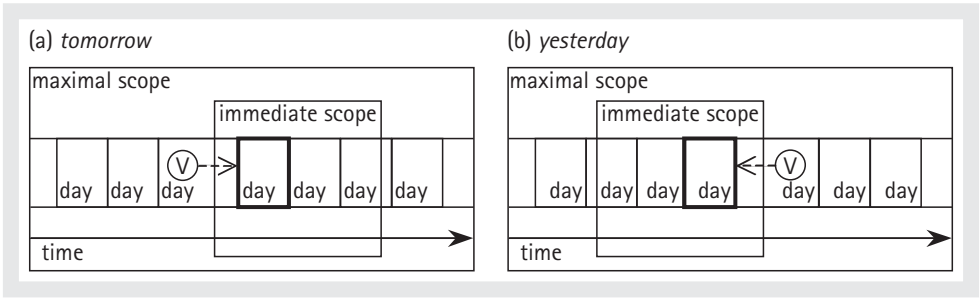 (a) tomorrow
maximal scope
immediate scope
V
day day day day day day day
time
(b) yesterday
maximal scope
immediate scope
V
day day day day day day day
time